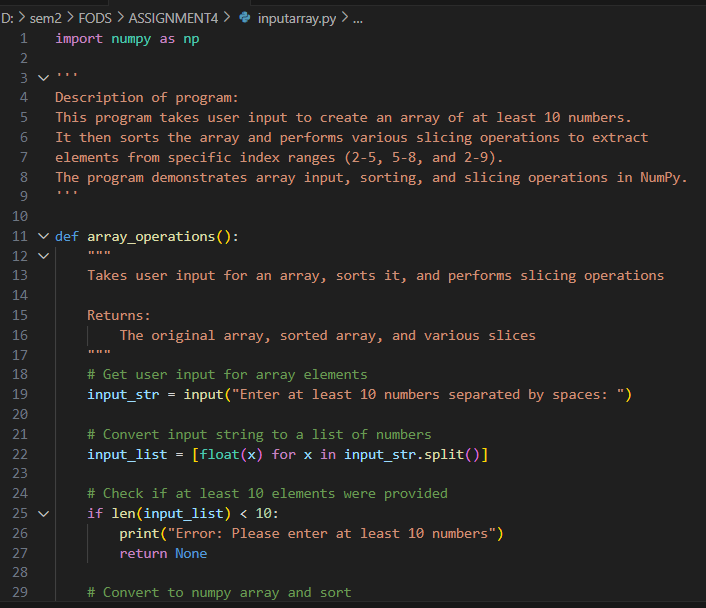 D: > sem2 > FODS > ASSIGNMENT4 > inputarray.py > ...
1 import numpy as np
2
3 '''
4 Description of program:
5 This program takes user input to create an array of at least 10 numbers.
6 It then sorts the array and performs various slicing operations to extract
7 elements from specific index ranges (2-5, 5-8, and 2-9).
8 The program demonstrates array input, sorting, and slicing operations in NumPy.
9 '''
10
11 def array_operations():
12     """
13     Takes user input for an array, sorts it, and performs slicing operations
14
15     Returns:
16         The original array, sorted array, and various slices
17     """
18     # Get user input for array elements
19     input_str = input("Enter at least 10 numbers separated by spaces: ")
20
21     # Convert input string to a list of numbers
22     input_list = [float(x) for x in input_str.split()]
23
24     # Check if at least 10 elements were provided
25     if len(input_list) < 10:
26         print("Error: Please enter at least 10 numbers")
27         return None
28
29     # Convert to numpy array and sort